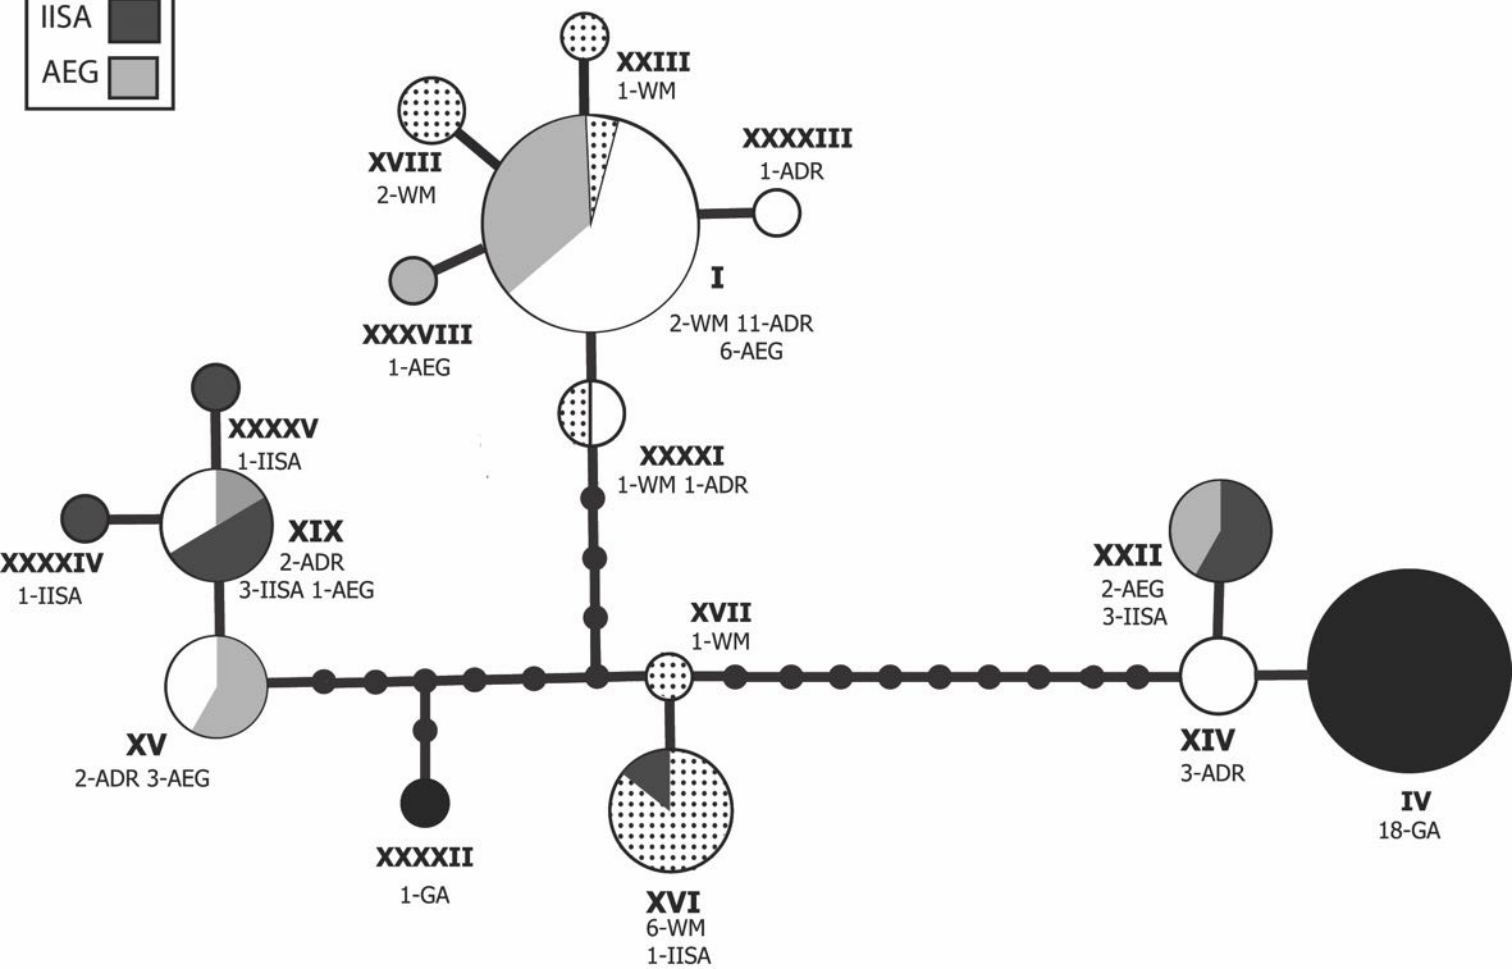 IISA
AEG
XXIII
1-WM
XVIII
2-WM
XXXXIII
1-ADR
I
2-WM 11-ADR
6-AEG
XXXVIII
1-AEG
XXXXV
1-IISA
XXXXI
1-WM 1-ADR
XIX
2-ADR
3-IISA 1-AEG
XXXXIV
1-IISA
XXII
2-AEG
3-IISA
XVII
1-WM
XV
2-ADR 3-AEG
XIV
3-ADR
IV
18-GA
XXXXII
1-GA
XVI
6-WM
1-IISA